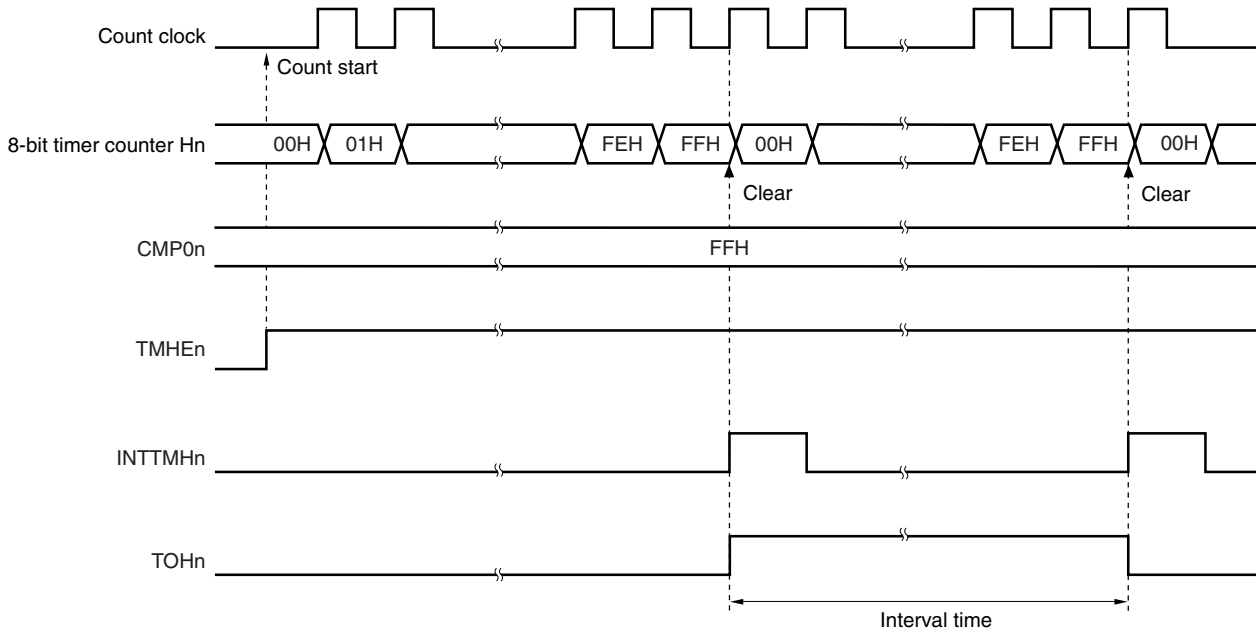 Count clock
Count start
8-bit timer counter Hn
00H
01H
FEH
FFH
00H
FEH
FFH
00H
Clear
Clear
CMP0n
FFH
TMHEn
INTTMHn
TOHn
Interval time